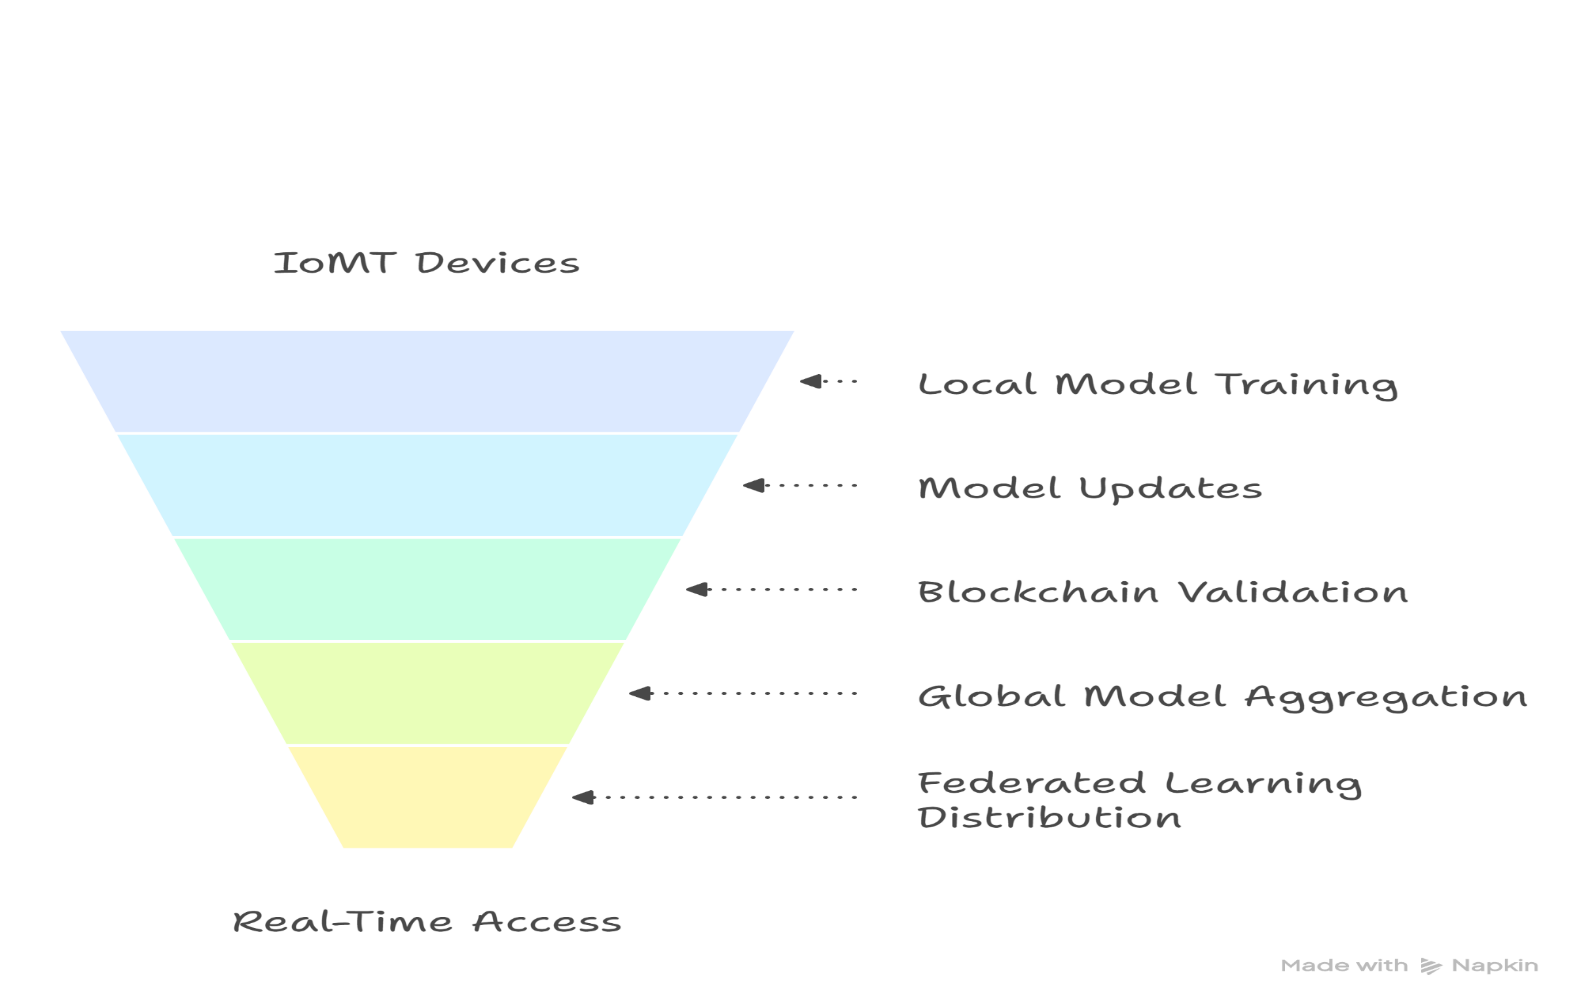 IoMT Devices
Local Model Training
Model Updates
Blockchain Validation
Global Model Aggregation
Federated Learning
Distribution
Real-Time Access
Made with Napkin